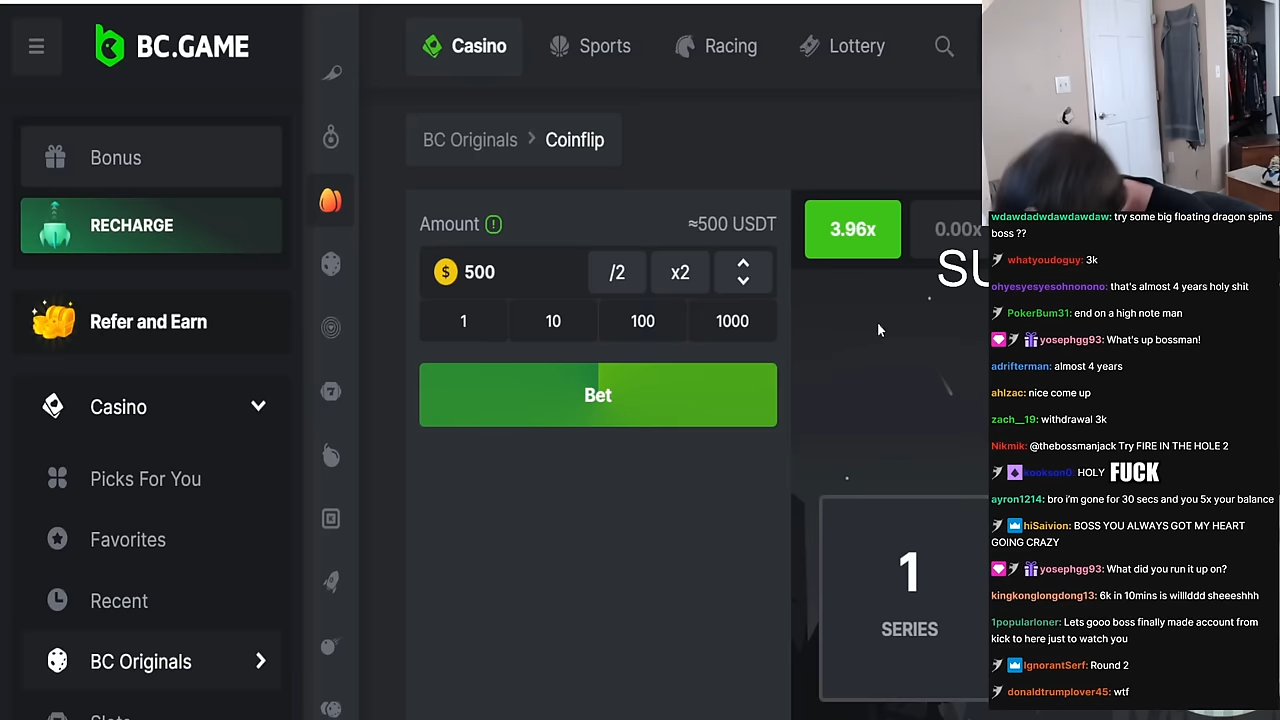 BC.GAME
Casino
Sports
Racing
Lottery
Bonus
RECHARGE
Refer and Earn
Casino
Picks For You
Favorites
Recent
BC Originals
BC Originals > Coinflip
Amount
≈500 USDT
500
/2
x2
1
10
100
1000
Bet
3.96x
0.00x
SU
1
SERIES
wdawdadwdawdawdaw: try some big floating dragon spins
boss ??
whatyoudoguy: 3k
ohyesyesyesohnonono: that's almost 4 years holy shit
PokerBum31: end on a high note man
yosephgg93: What's up bossman!
adrifterman: almost 4 years
ahlzac: nice come up
zach__19: withdrawal 3k
Nikmik: @thebossmanjack Try FIRE IN THE HOLE 2
kookson0: HOLY FUCK
ayron1214: bro i'm gone for 30 secs and you 5x your balance
hiSaivion: BOSS YOU ALWAYS GOT MY HEART
GOING CRAZY
yosephgg93: What did you run it up on?
kingkonglongdong13: 6k in 10mins is willlddd sheeeshhh
1popularloner: Lets gooo boss finally made account from
kick to here just to watch you
IgnorantSerf: Round 2
donaldtrumplover45: wtf